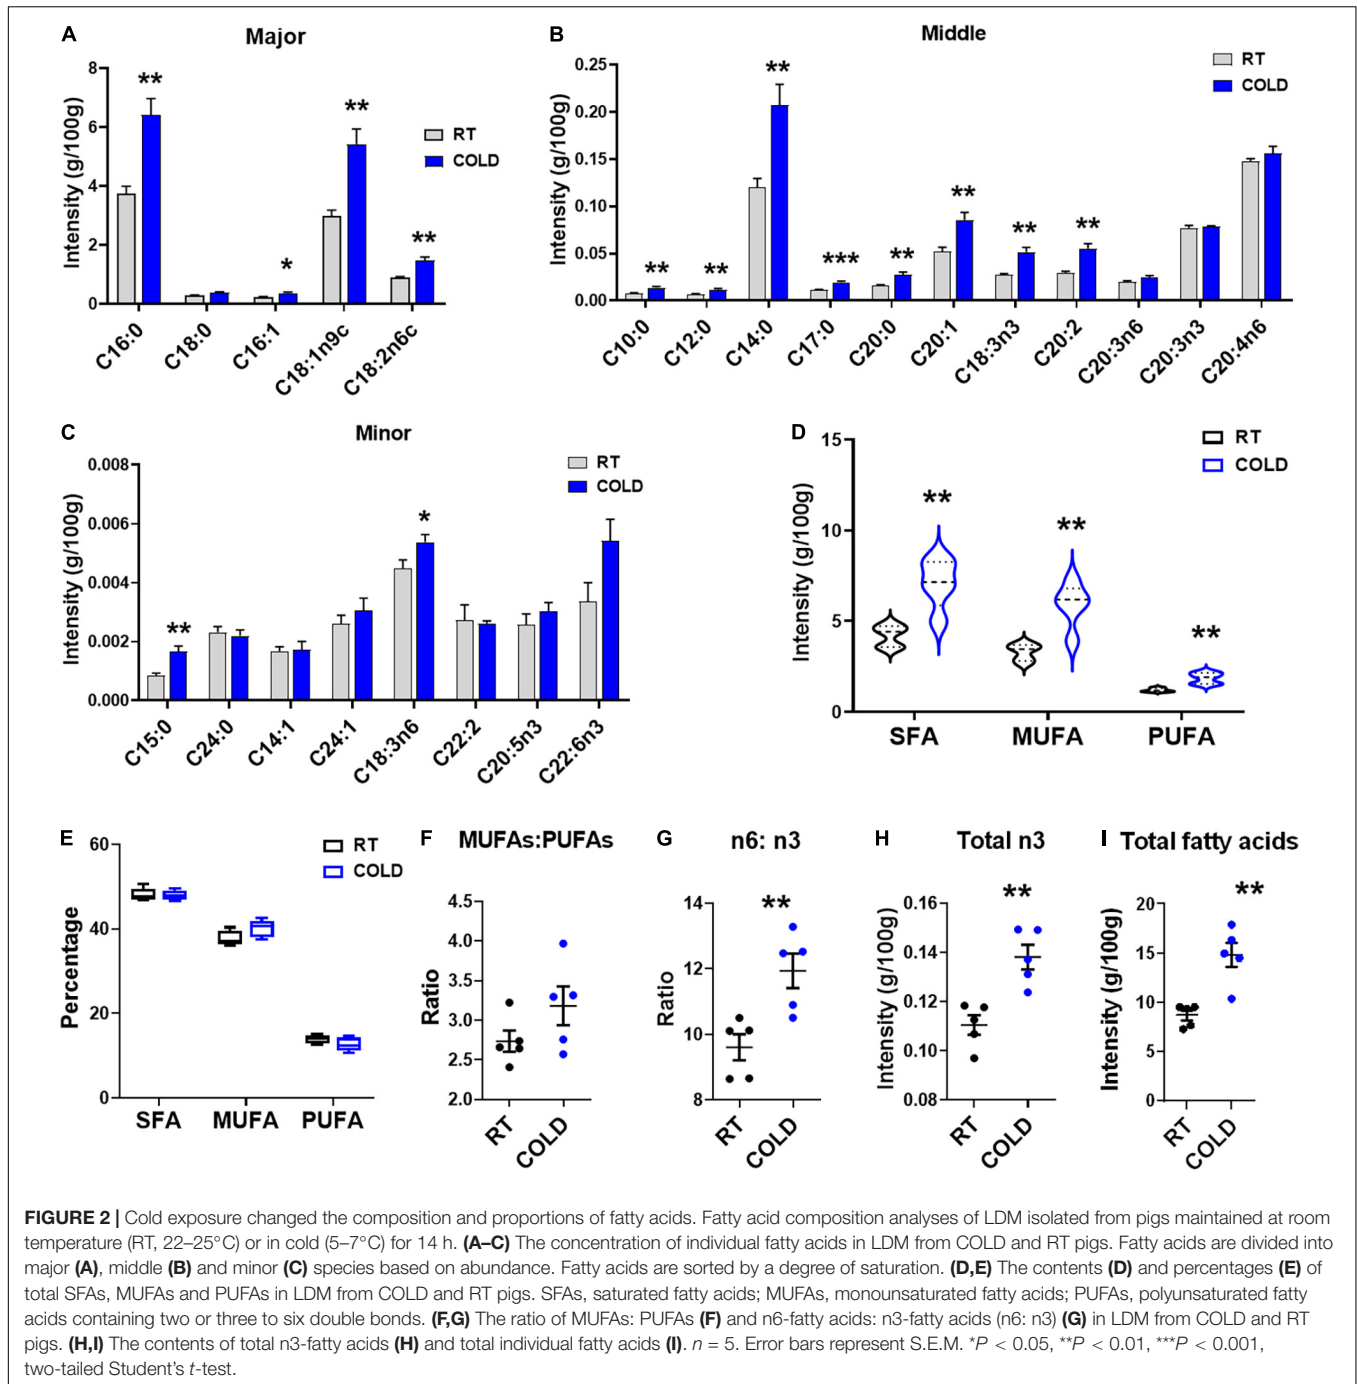 A
Major
Intensity (g/100g)
8
6
4
2
0
**
*
**
**
RT
COLD
C16:0
C18:0
C16:1
C18:1n9c
C18:2n6c
B
Middle
Intensity (g/100g)
0.25
0.20
0.15
0.10
0.05
0.00
**
**
**
***
**
**
**
**
RT
COLD
C10:0
C12:0
C14:0
C17:0
C20:0
C20:1
C18:3n3
C20:2
C20:3n6
C20:3n3
C20:4n6
C
Minor
Intensity (g/100g)
0.008
0.006
0.004
0.002
0.000
**
*
RT
COLD
C15:0
C24:0
C14:1
C24:1
C18:3n6
C22:2
C20:5n3
C22:6n3
D
Intensity (g/100g)
15
10
5
0
**
**
**
RT
COLD
SFA
MUFA
PUFA
E
Percentage
60
40
20
0
RT
COLD
SFA
MUFA
PUFA
F
MUFAs:PUFAs
Ratio
4.5
4.0
3.5
3.0
2.5
2.0
RT
COLD
G
n6: n3
Ratio
14
12
10
8
**
RT
COLD
H
Total n3
Intensity (g/100g)
0.16
0.14
0.12
0.10
0.08
**
RT
COLD
I
Total fatty acids
Intensity (g/100g)
20
15
10
5
0
**
RT
COLD
FIGURE 2 | Cold exposure changed the composition and proportions of fatty acids. Fatty acid composition analyses of LDM isolated from pigs maintained at room
temperature (RT, 22–25°C) or in cold (5–7°C) for 14 h. (A–C) The concentration of individual fatty acids in LDM from COLD and RT pigs. Fatty acids are divided into
major (A), middle (B) and minor (C) species based on abundance. Fatty acids are sorted by a degree of saturation. (D,E) The contents (D) and percentages (E) of
total SFAs, MUFAs and PUFAs in LDM from COLD and RT pigs. SFAs, saturated fatty acids; MUFAs, monounsaturated fatty acids; PUFAs, polyunsaturated fatty
acids containing two or three to six double bonds. (F,G) The ratio of MUFAs: PUFAs (F) and n6-fatty acids: n3-fatty acids (n6: n3) (G) in LDM from COLD and RT
pigs. (H,I) The contents of total n3-fatty acids (H) and total individual fatty acids (I). n = 5. Error bars represent S.E.M. *P < 0.05, **P < 0.01, ***P < 0.001,
two-tailed Student's t-test.